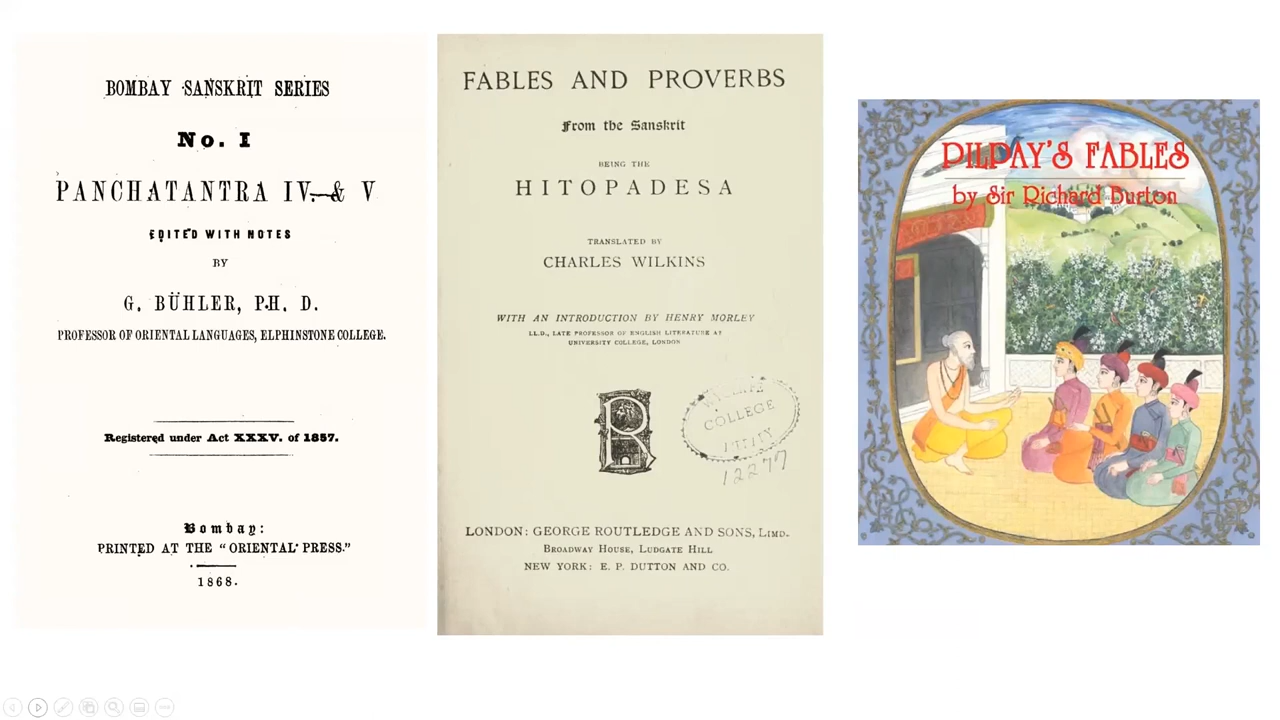 BOMBAY SANSKRIT SERIES
No. I
PANCHATANTRA IV. & V
EDITED WITH NOTES
BY
G. BÜHLER, PH. D.
PROFESSOR OF ORIENTAL LANGUAGES, ELPHINSTONE COLLEGE.
Registered under Act XXXV. of 1857.
Bombay:
PRINTED AT THE "ORIENTAL" PRESS."
1868.
FABLES AND PROVERBS
From the Sanskrit
BEING THE
HITOPADESA
TRANSLATED BY
CHARLES WILKINS
WITH AN INTRODUCTION BY HENRY MORLEY
LL.D., LATE PROFESSOR OF ENGLISH LITERATURE AT
UNIVERSITY COLLEGE, LONDON
R
COLLEGE
12277
LONDON: GEORGE ROUTLEDGE AND SONS, LIMD.
BROADWAY HOUSE, LUDGATE HILL
NEW YORK: E. P. DUTTON AND CO.
PILPAY'S FABLES
by Sir Richard Burton